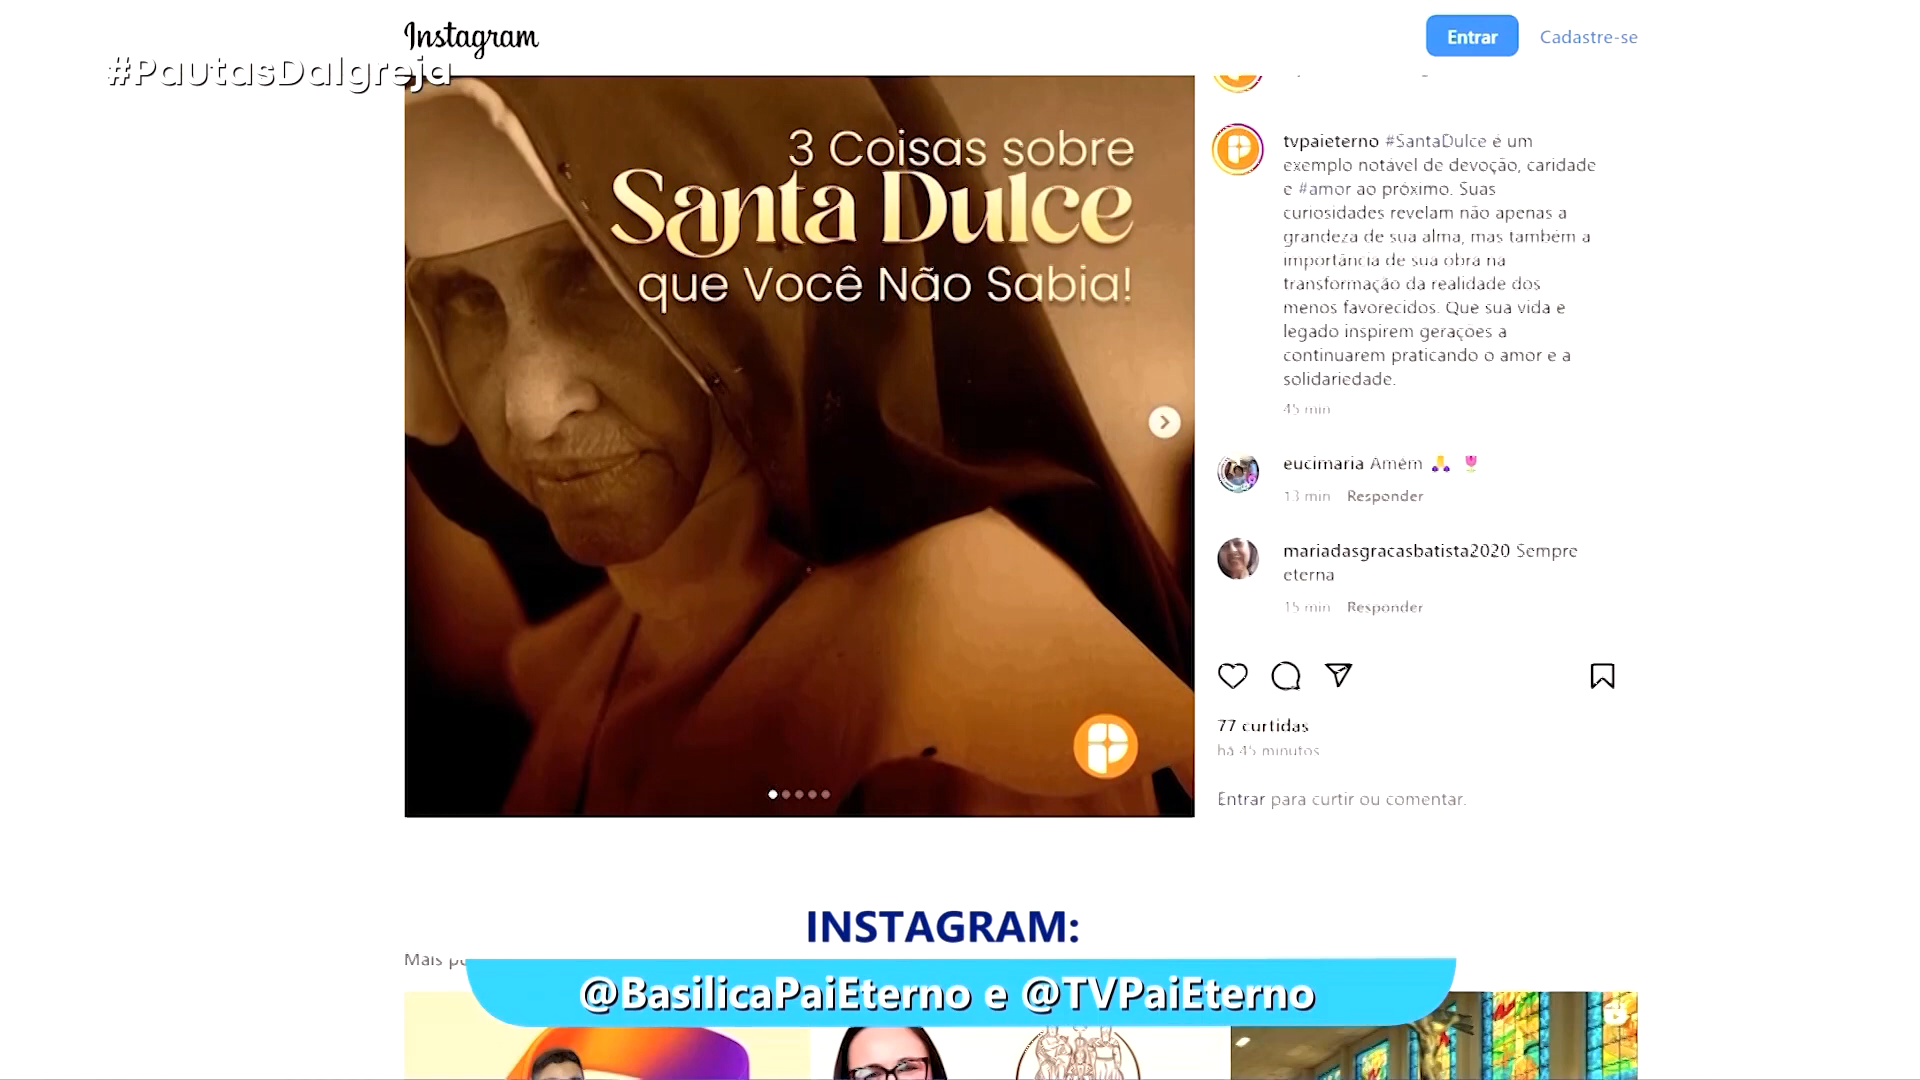 Instagram
Entrar
Cadastre-se
#PautasDaIgreja
3 Coisas sobre
Santa Dulce
que Você Não Sabia!
tvpaieterno #SantaDulce é um
exemplo notável de devoção, caridade
e #amor ao próximo. Suas
curiosidades revelam não apenas a
grandeza de sua alma, mas também a
importância de sua obra na
transformação da realidade dos
menos favorecidos. Que sua vida e
legado inspirem gerações a
continuarem praticando o amor e a
solidariedade.
45 min
eucimaria Amém
13 min Responder
mariadasgracasbatista2020 Sempre
eterna
15 min Responder
77 curtidas
há 45 minutos
Entrar para curtir ou comentar.
INSTAGRAM:
Mais
@BasilicaPaiEterno e @TVPaiEterno